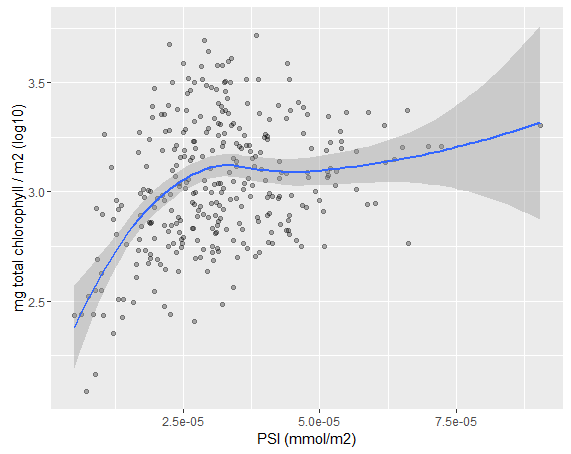 mg total chlorophyll / m2 (log10)
3.5
3.0
2.5
2.5e-05 5.0e-05 7.5e-05
PSI (mmol/m2)